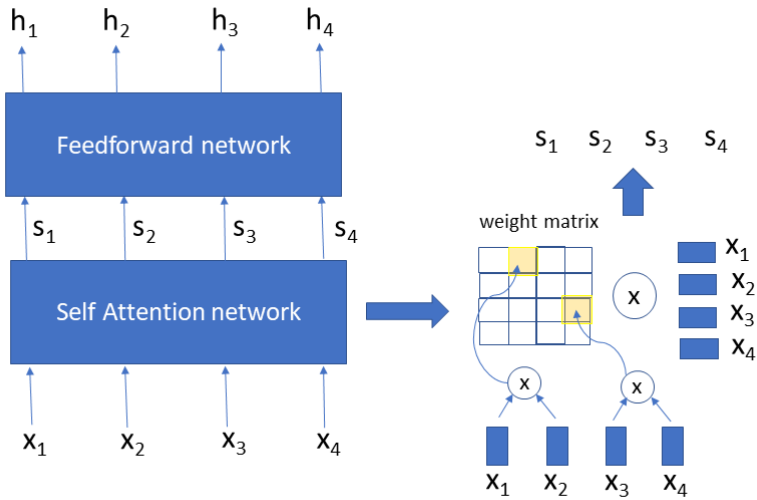 h₁ h₂ h₃ h₄
Feedforward network
s₁ s₂ s₃ s₄
Self Attention network
x₁ x₂ x₃ x₄
s₁ s₂ s₃ s₄
weight matrix
x
x₁
x₂
x₃
x₄
x x
x₁ x₂ x₃ x₄